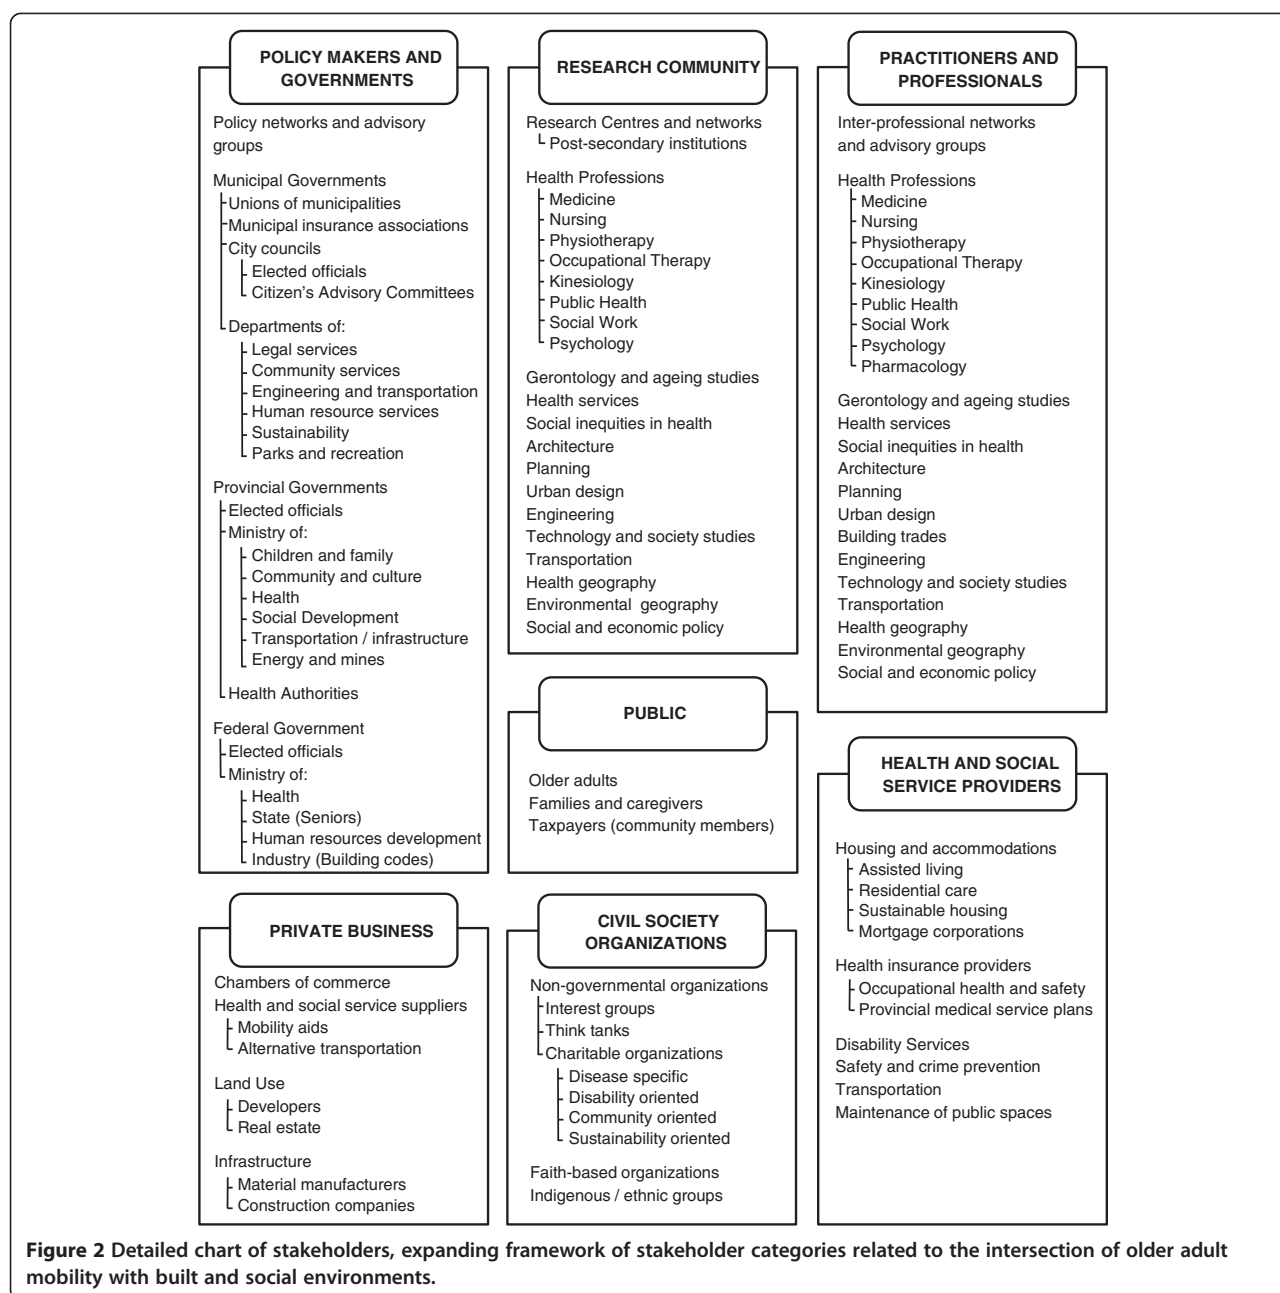 POLICY MAKERS AND
GOVERNMENTS
Policy networks and advisory
groups
Municipal Governments
Unions of municipalities
Municipal insurance associations
City councils
Elected officials
Citizen's Advisory Committees
Departments of:
Legal services
Community services
Engineering and transportation
Human resource services
Sustainability
Parks and recreation
Provincial Governments
Elected officials
Ministry of:
Children and family
Community and culture
Health
Social Development
Transportation / infrastructure
Energy and mines
Health Authorities
Federal Government
Elected officials
Ministry of:
Health
State (Seniors)
Human resources development
Industry (Building codes)
RESEARCH COMMUNITY
Research Centres and networks
Post-secondary institutions
Health Professions
Medicine
Nursing
Physiotherapy
Occupational Therapy
Kinesiology
Public Health
Social Work
Psychology
Gerontology and ageing studies
Health services
Social inequities in health
Architecture
Planning
Urban design
Engineering
Technology and society studies
Transportation
Health geography
Environmental geography
Social and economic policy
PRACTITIONERS AND
PROFESSIONALS
Inter-professional networks
and advisory groups
Health Professions
Medicine
Nursing
Physiotherapy
Occupational Therapy
Kinesiology
Public Health
Social Work
Psychology
Pharmacology
Gerontology and ageing studies
Health services
Social inequities in health
Architecture
Planning
Urban design
Building trades
Engineering
Technology and society studies
Transportation
Health geography
Environmental geography
Social and economic policy
PUBLIC
Older adults
Families and caregivers
Taxpayers (community members)
HEALTH AND SOCIAL
SERVICE PROVIDERS
Housing and accommodations
Assisted living
Residential care
Sustainable housing
Mortgage corporations
Health insurance providers
Occupational health and safety
Provincial medical service plans
Disability Services
Safety and crime prevention
Transportation
Maintenance of public spaces
PRIVATE BUSINESS
Chambers of commerce
Health and social service suppliers
Mobility aids
Alternative transportation
Land Use
Developers
Real estate
Infrastructure
Material manufacturers
Construction companies
CIVIL SOCIETY
ORGANIZATIONS
Non-governmental organizations
Interest groups
Think tanks
Charitable organizations
Disease specific
Disability oriented
Community oriented
Sustainability oriented
Faith-based organizations
Indigenous / ethnic groups
Figure 2 Detailed chart of stakeholders, expanding framework of stakeholder categories related to the intersection of older adult
mobility with built and social environments.